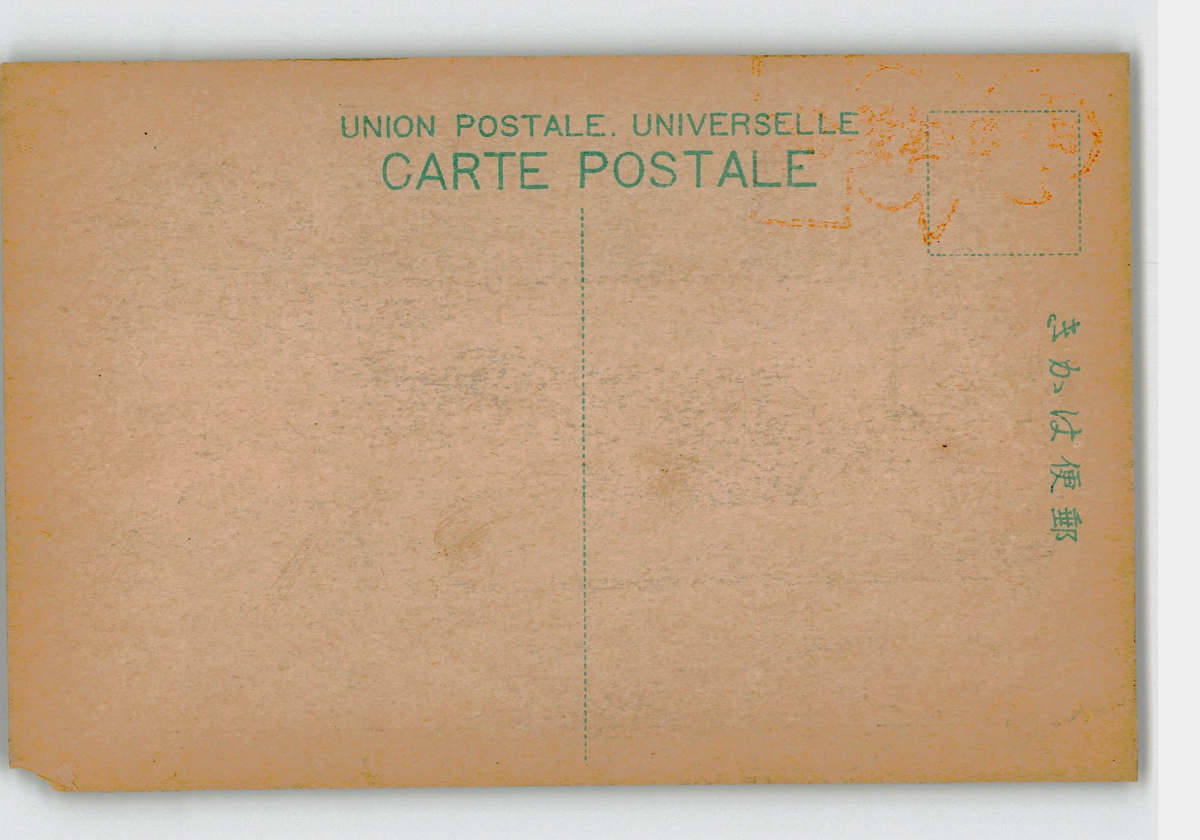 UNION POSTALE. UNIVERSELLE
CARTE POSTALE
きかは便郵